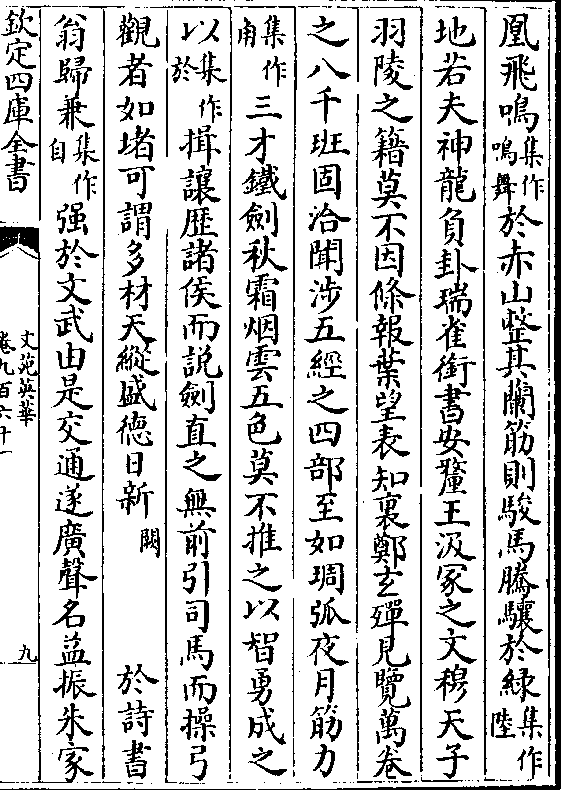 凰飛鳴集作鳴舞於赤山整其蘭筋則駿馬騰驤於緑集作陸
地若夫神龍負卦瑞雀銜書安釐王汲冢之文穆天子
羽陵之籍莫不因條報葉望表知裏鄭玄殫見覽萬卷
之八千班固洽聞涉五經之四部至如琱弧夜月筋力
集作甪三才鐵劍秋霜烟雲五色莫不推之以智勇成之
以集作於揖讓歴諸侯而説劍直之無前引司馬而操弓
觀者如堵可謂多材天縱盛德日新闕於詩書
翁歸兼集作自强於文武由是交通遂廣聲名益振朱家
欽定四庫全書
文苑英華
卷九百六十一
九